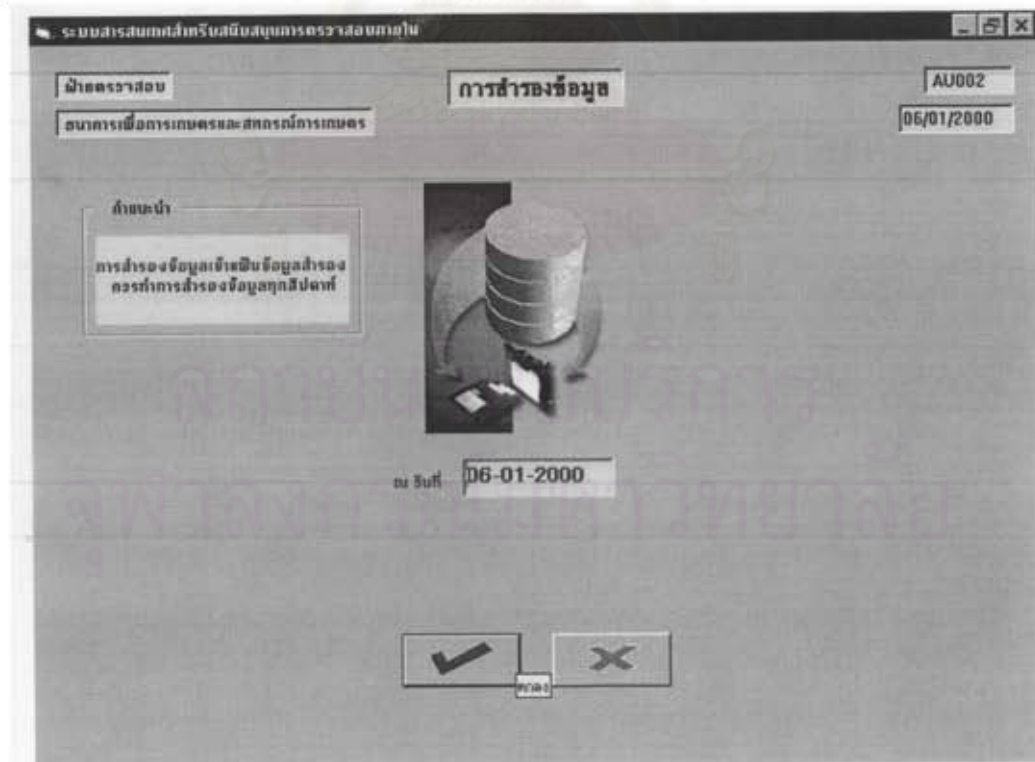 ระบบสารสนเทศสำหรับสนับสนุนการตรวจสอบภายใน
ฝ่ายตรวจสอบ
การสำรองข้อมูล
AU002
ธนาคารเพื่อการเกษตรและสหกรณ์การเกษตร
06/01/2000
คำแนะนำ
การสำรองข้อมูลเข้าแฟ้มข้อมูลสำรอง
ควรทำการสำรองข้อมูลทุกสัปดาห์
ณ วันที่
06-01-2000
ตกลง